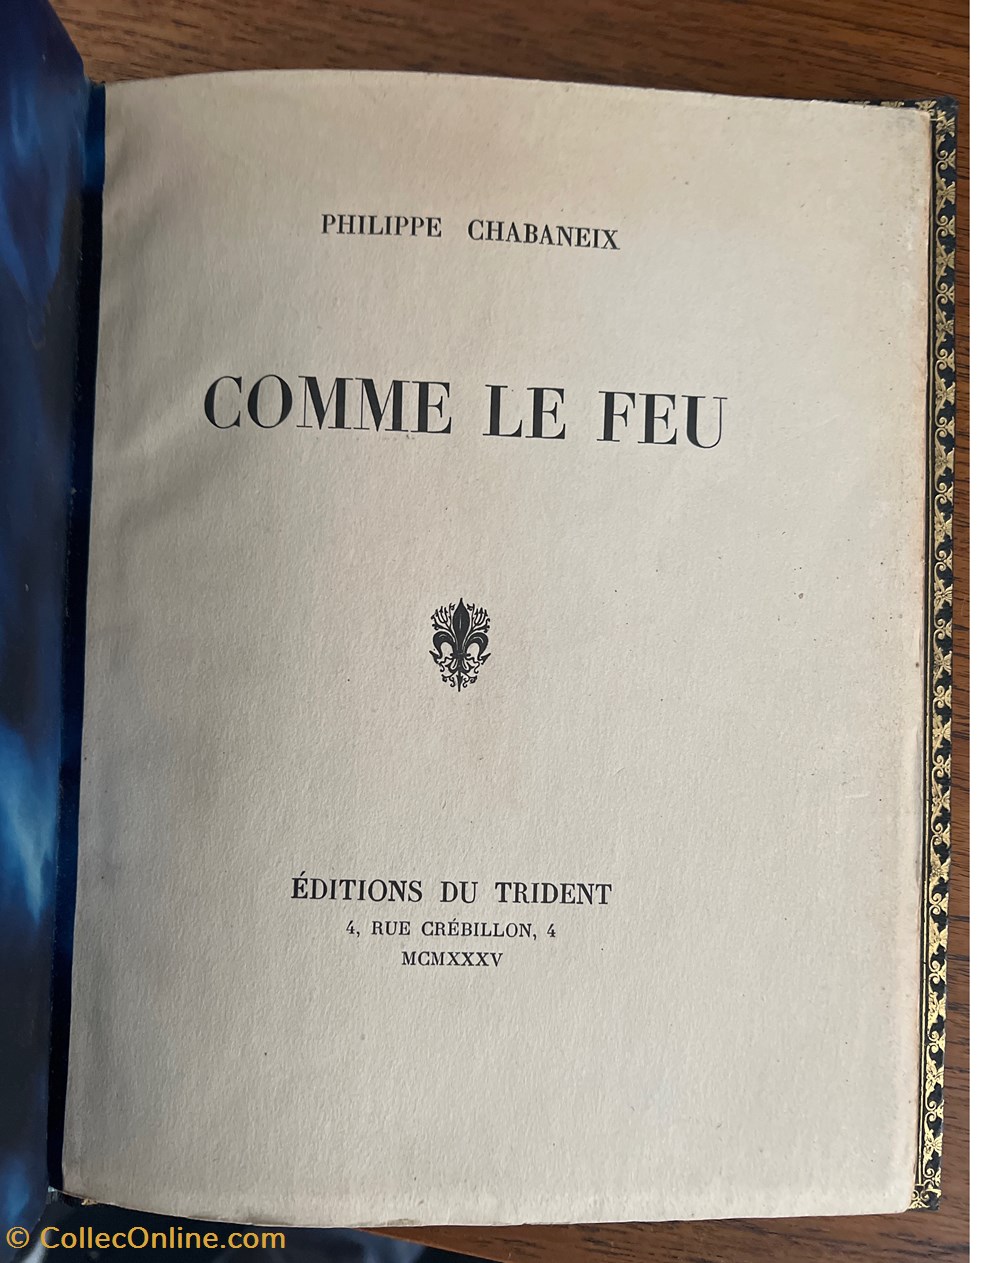 PHILIPPE CHABANEIX
COMME LE FEU
ÉDITIONS DU TRIDENT
4, RUE CRÉBILLON, 4
MCMXXXV
© CollecOnline.com